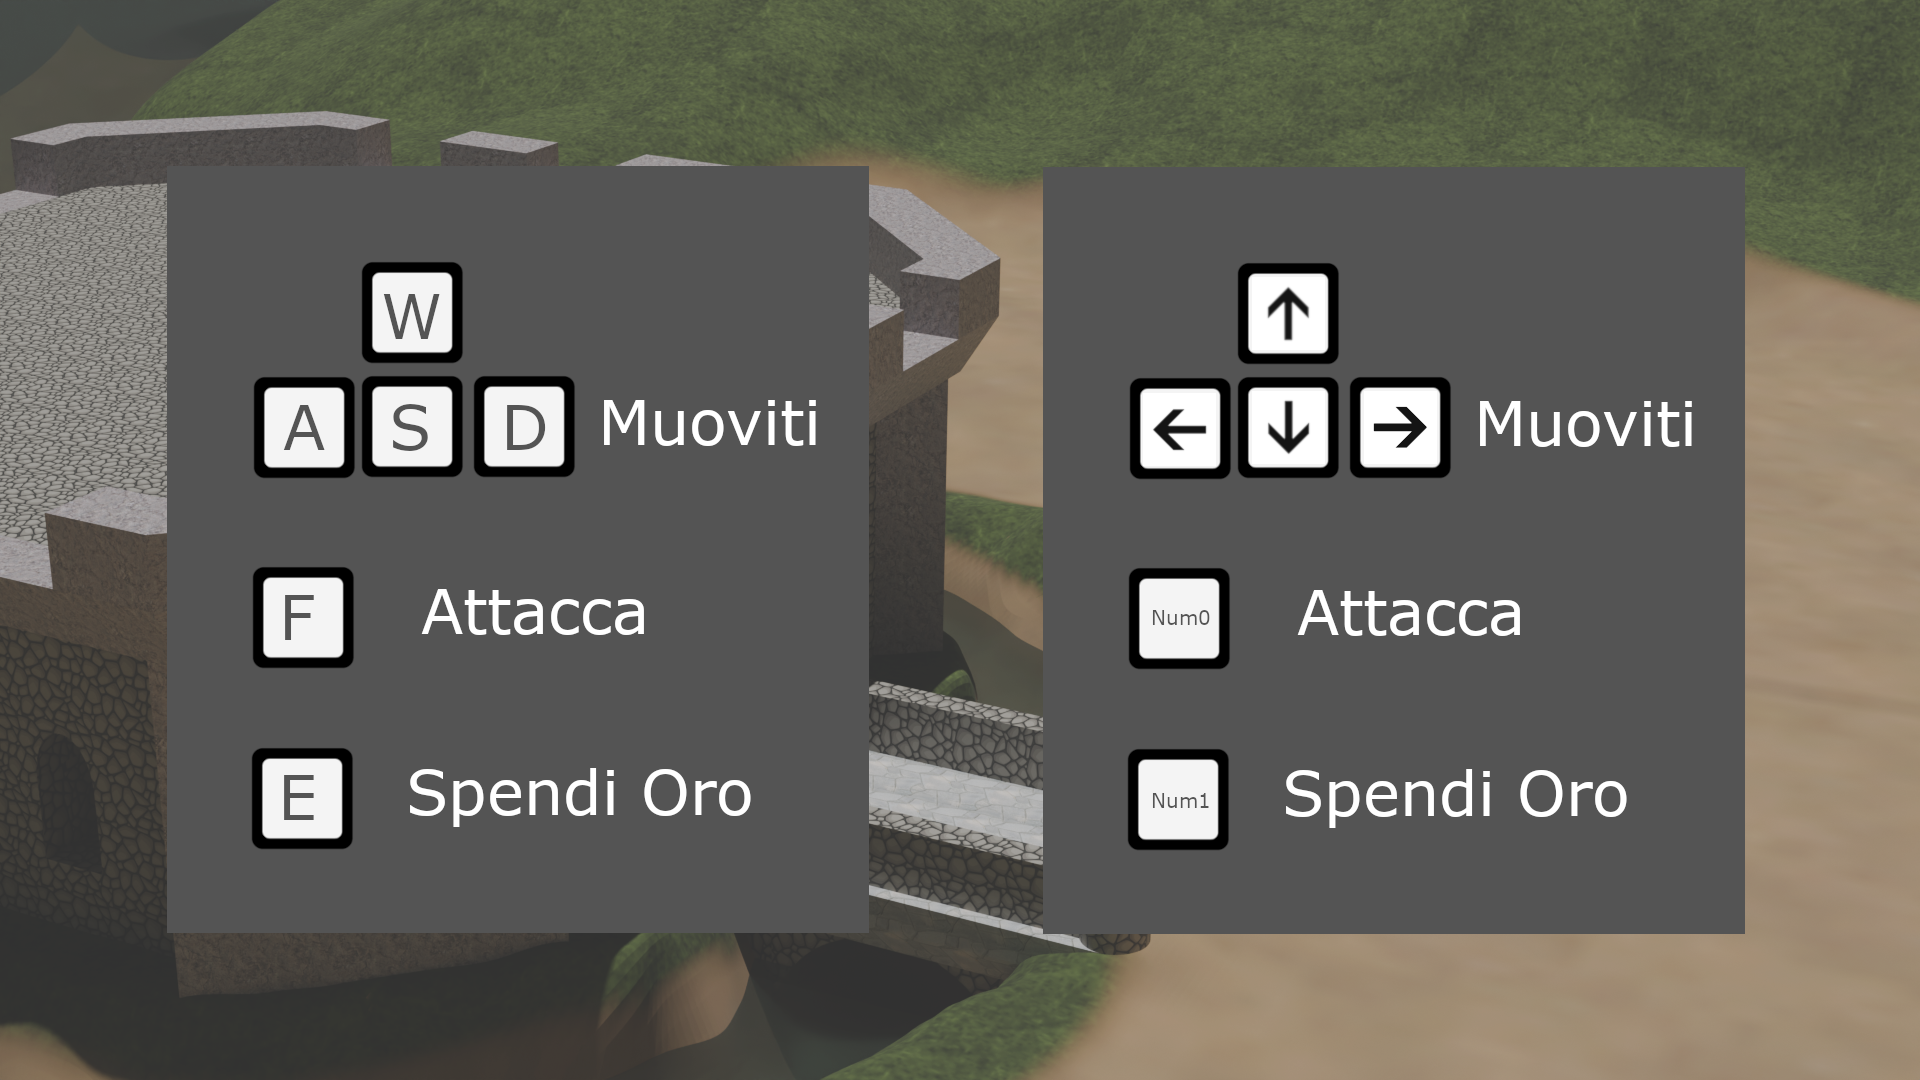 W
A S D Muoviti
F Attacca
E Spendi Oro
↑
← ↓ → Muoviti
Num0 Attacca
Num1 Spendi Oro